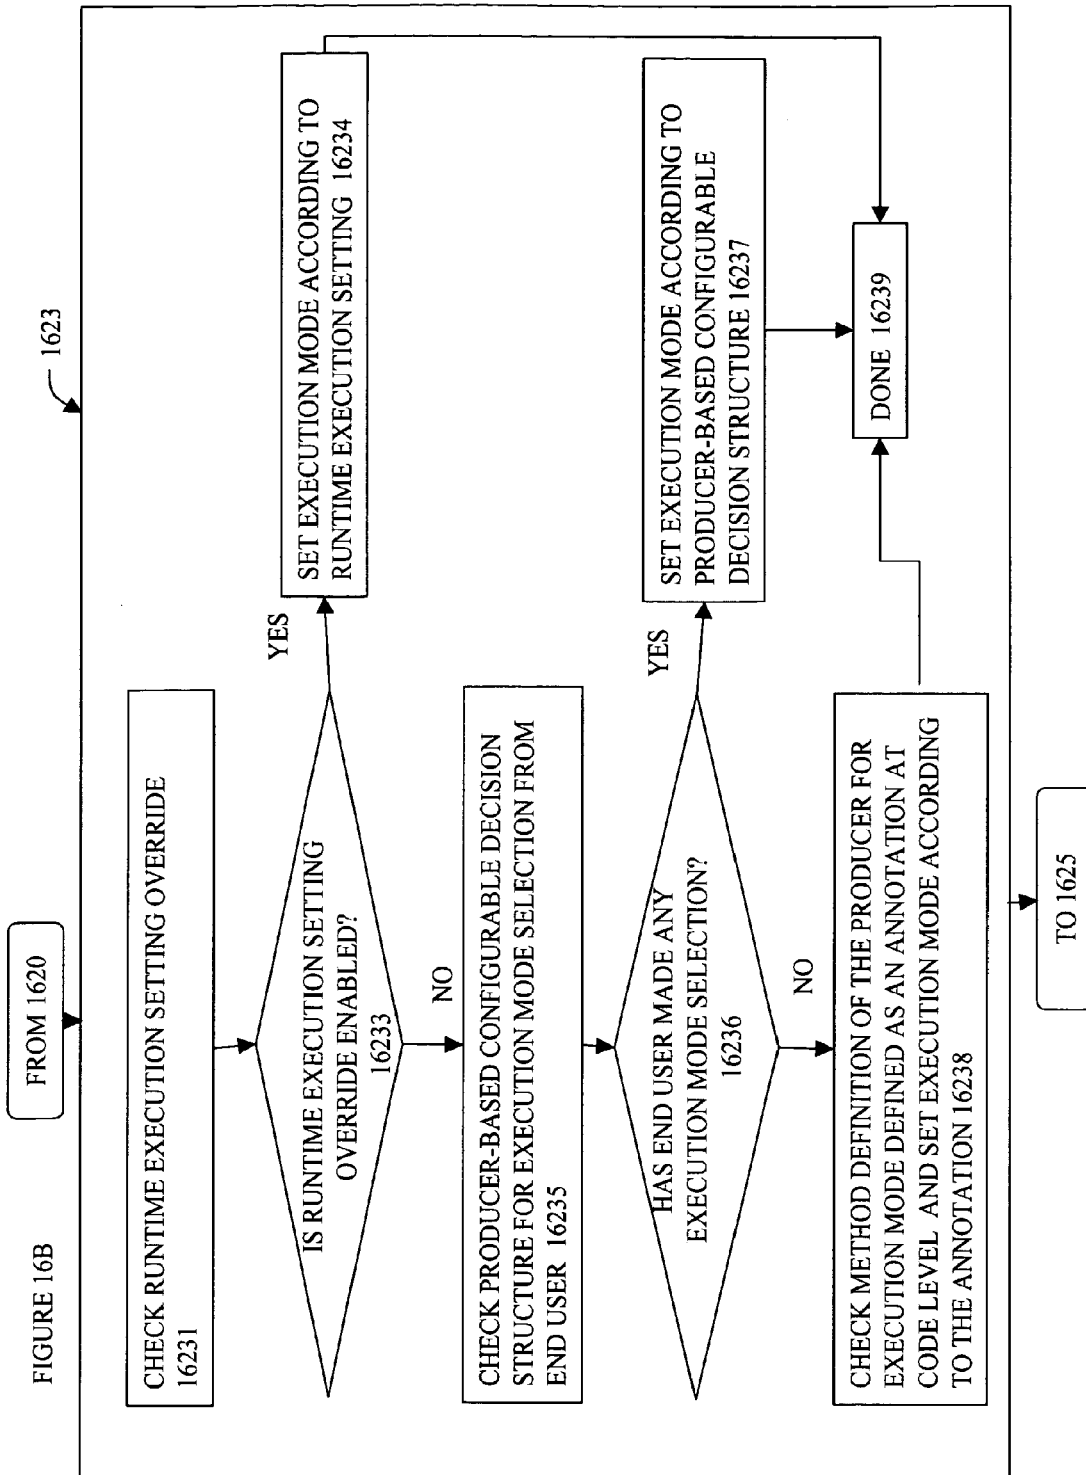 FIGURE 16B
FROM 1620
1623
CHECK RUNTIME EXECUTION SETTING OVERRIDE
16231
IS RUNTIME EXECUTION SETTING
OVERRIDE ENABLED?
16233
YES
SET EXECUTION MODE ACCORDING TO
RUNTIME EXECUTION SETTING 16234
NO
CHECK PRODUCER-BASED CONFIGURABLE DECISION
STRUCTURE FOR EXECUTION MODE SELECTION FROM
END USER 16235
HAS END USER MADE ANY
EXECUTION MODE SELECTION?
16236
YES
SET EXECUTION MODE ACCORDING TO
PRODUCER-BASED CONFIGURABLE
DECISION STRUCTURE 16237
NO
CHECK METHOD DEFINITION OF THE PRODUCER FOR
EXECUTION MODE DEFINED AS AN ANNOTATION AT
CODE LEVEL AND SET EXECUTION MODE ACCORDING
TO THE ANNOTATION 16238
DONE 16239
TO 1625